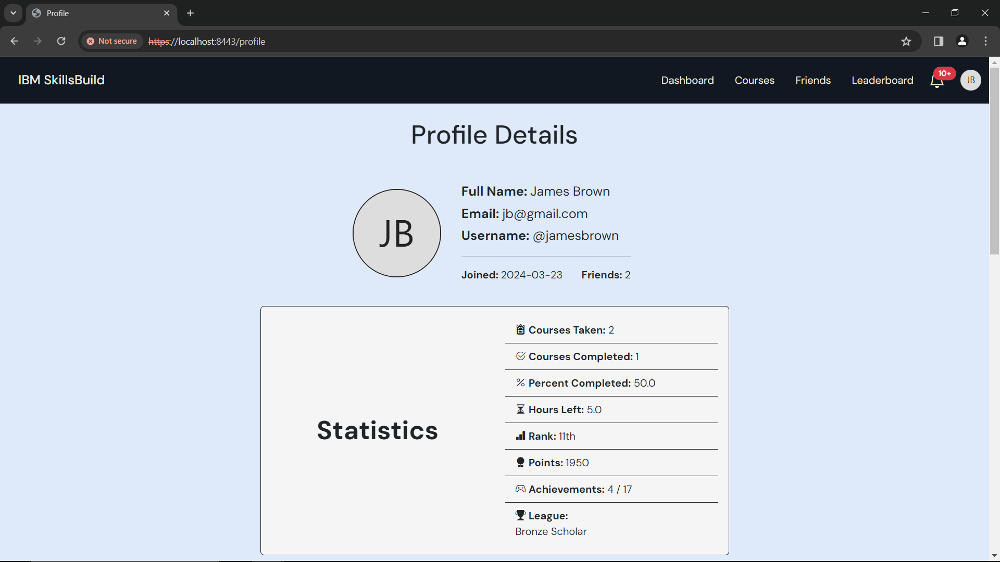 Profile
Not secure https://localhost:8443/profile
IBM SkillsBuild Dashboard Courses Friends Leaderboard 10+ JB
Profile Details
JB
Full Name: James Brown
Email: jb@gmail.com
Username: @jamesbrown
Joined: 2024-03-23 Friends: 2
Statistics
Courses Taken: 2
Courses Completed: 1
Percent Completed: 50.0
Hours Left: 5.0
Rank: 11th
Points: 1950
Achievements: 4 / 17
League:
Bronze Scholar